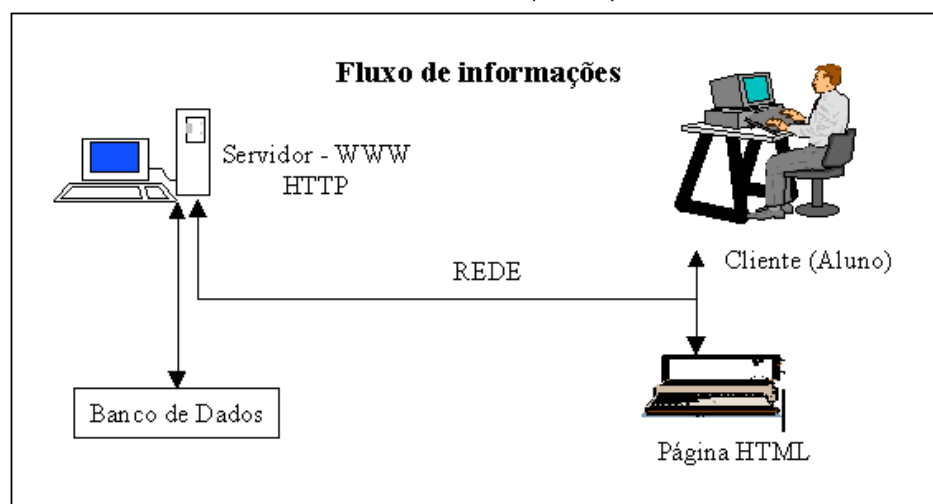 Fluxo de informações
Servidor - WWW
HTTP
REDE
Cliente (Aluno)
Banco de Dados
Página HTML